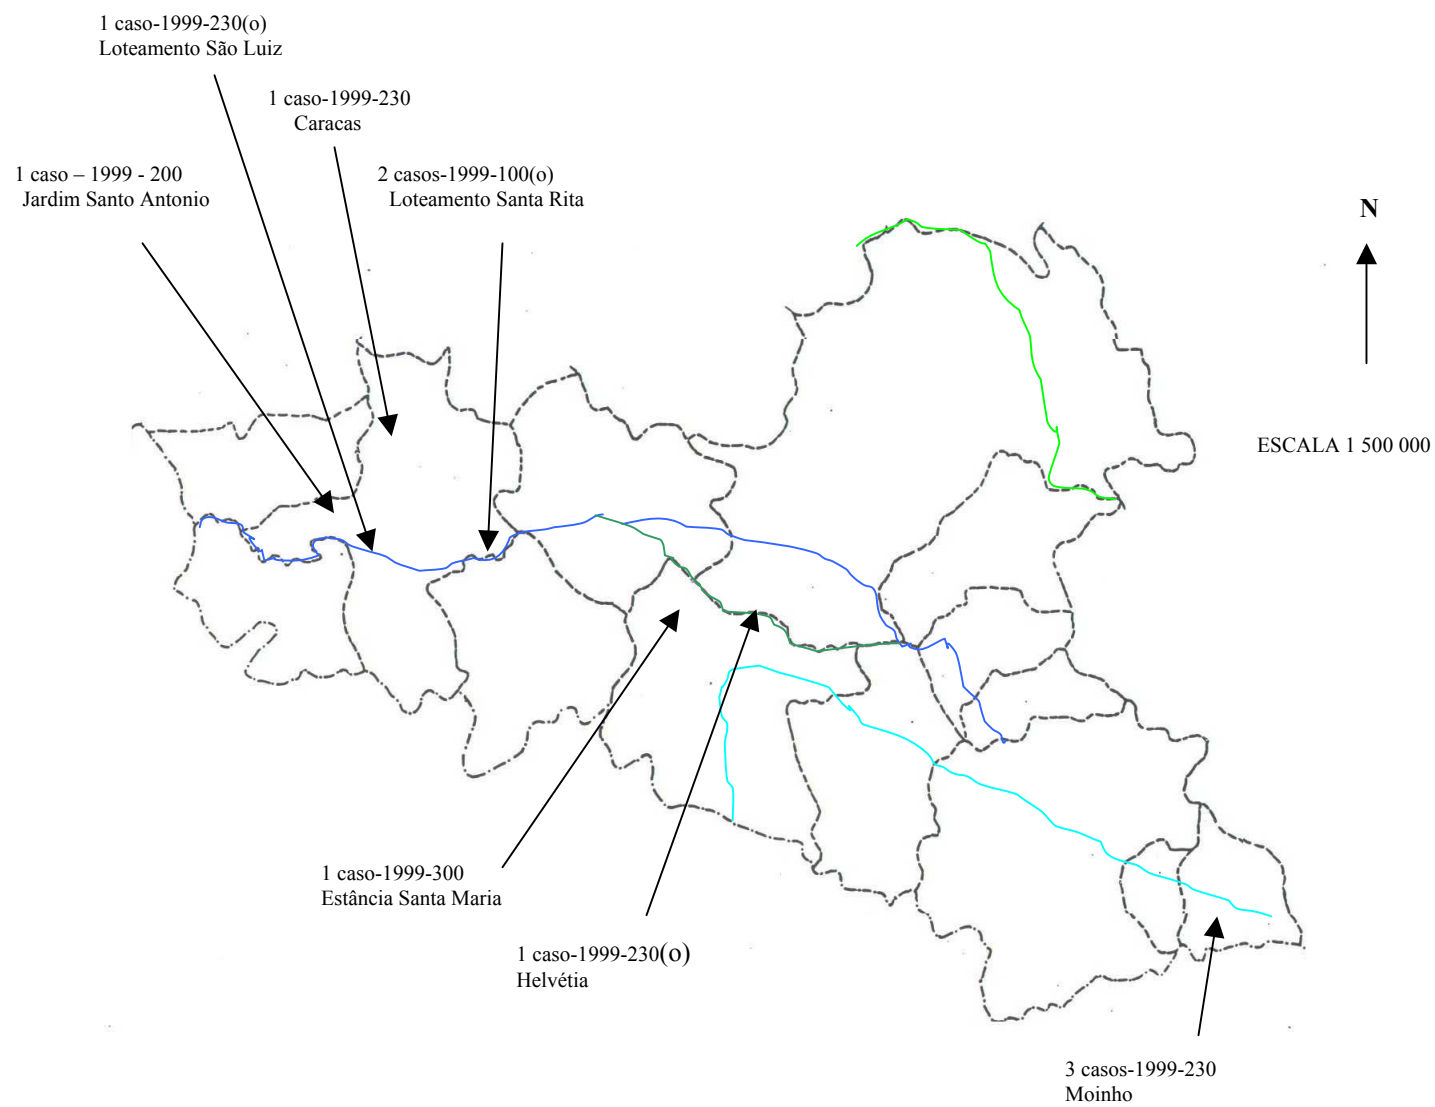 1 caso-1999-230(o)
Loteamento São Luiz
1 caso-1999-230
Caracas
1 caso – 1999 - 200
Jardim Santo Antonio
2 casos-1999-100(o)
Loteamento Santa Rita
N
ESCALA 1 500 000
1 caso-1999-300
Estância Santa Maria
1 caso-1999-230(o)
Helvétia
3 casos-1999-230
Moinho